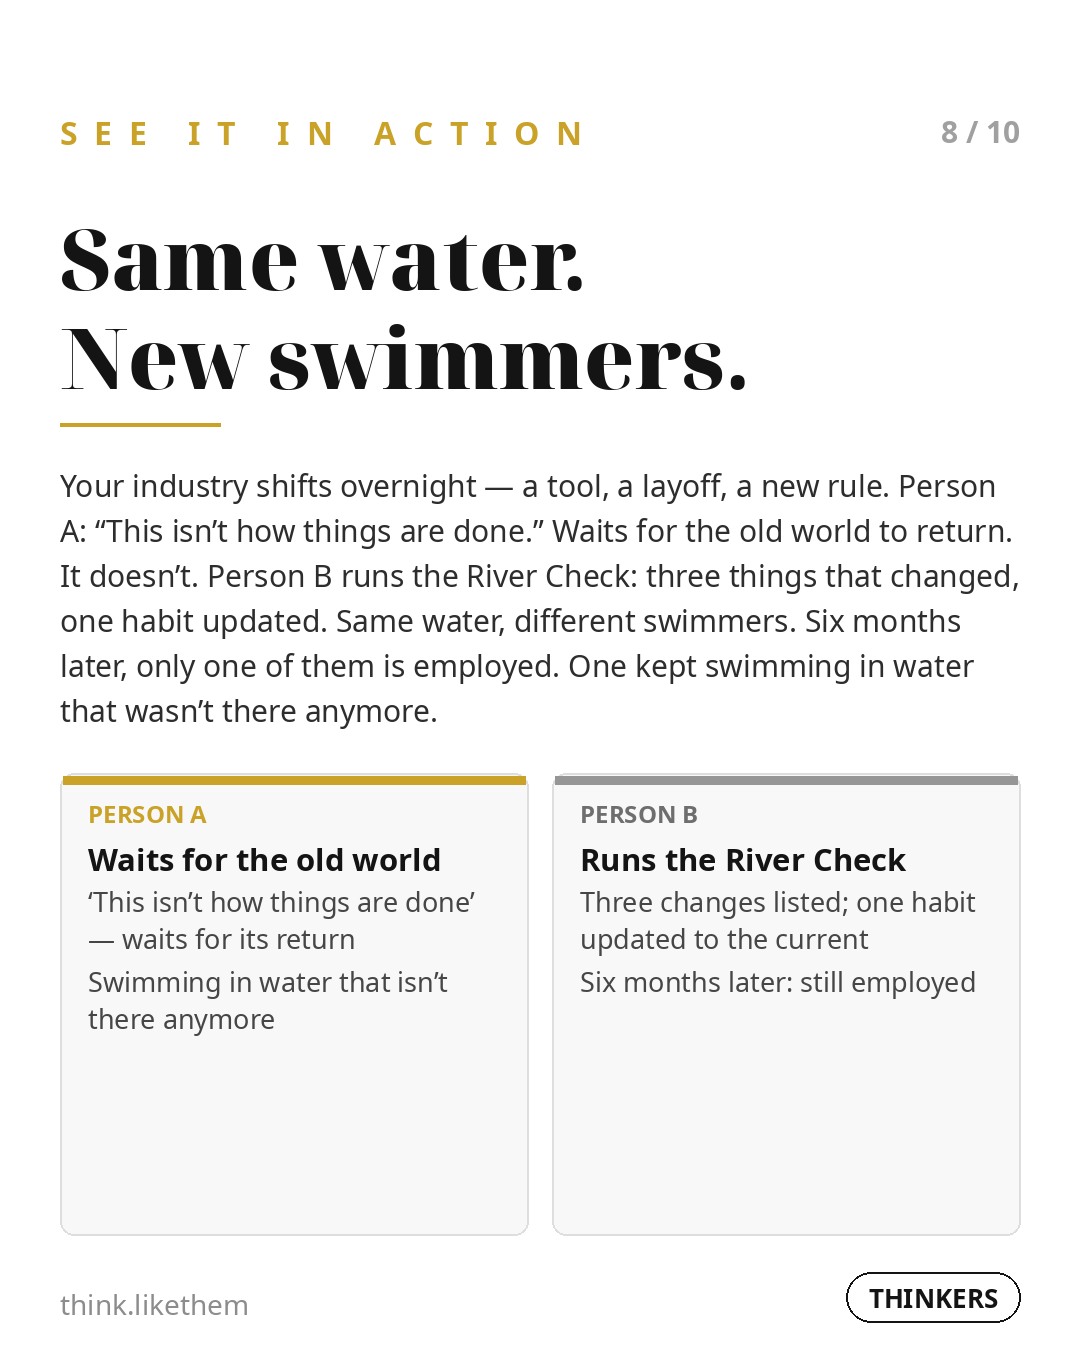 SEE IT IN ACTION
8 / 10
Same water.
New swimmers.
Your industry shifts overnight — a tool, a layoff, a new rule. Person
A: “This isn’t how things are done.” Waits for the old world to return.
It doesn’t. Person B runs the River Check: three things that changed,
one habit updated. Same water, different swimmers. Six months
later, only one of them is employed. One kept swimming in water
that wasn’t there anymore.
PERSON A
Waits for the old world
‘This isn’t how things are done’
— waits for its return
Swimming in water that isn’t
there anymore
PERSON B
Runs the River Check
Three changes listed; one habit
updated to the current
Six months later: still employed
think.likethem
THINKERS